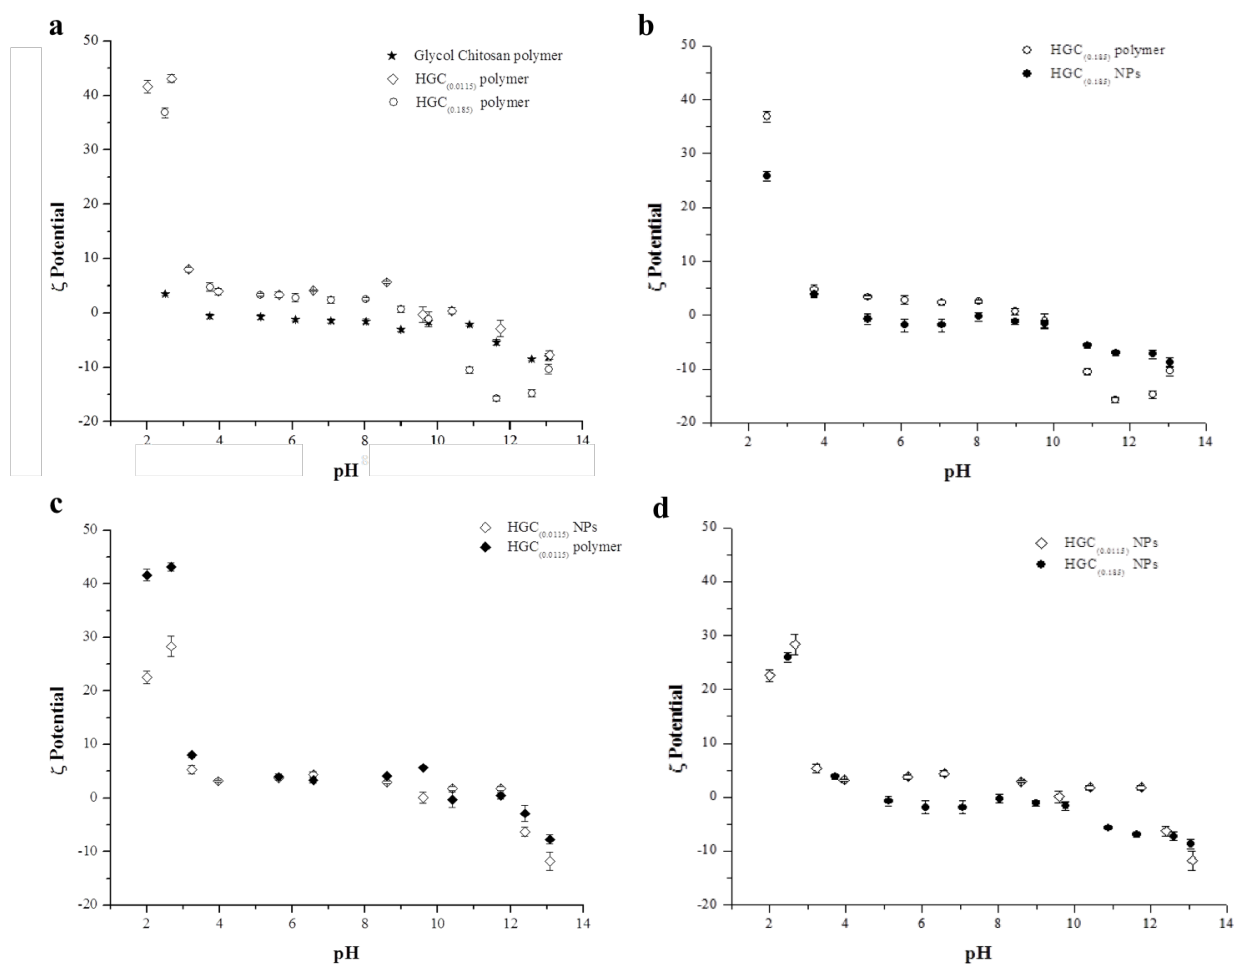 a
50
40
30
20
10
0
-10
-20
2
4
6
8
10
12
14
ζ Potential
pH
Glycol Chitosan polymer
HGC(0.0115) polymer
HGC(0.185) polymer
b
50
40
30
20
10
0
-10
-20
2
4
6
8
10
12
14
ζ Potential
pH
HGC(0.185) polymer
HGC(0.185) NPs
c
50
40
30
20
10
0
-10
-20
2
4
6
8
10
12
14
ζ Potential
pH
HGC(0.0115) NPs
HGC(0.0115) polymer
d
50
40
30
20
10
0
-10
-20
2
4
6
8
10
12
14
ζ Potential
pH
HGC(0.0115) NPs
HGC(0.185) NPs